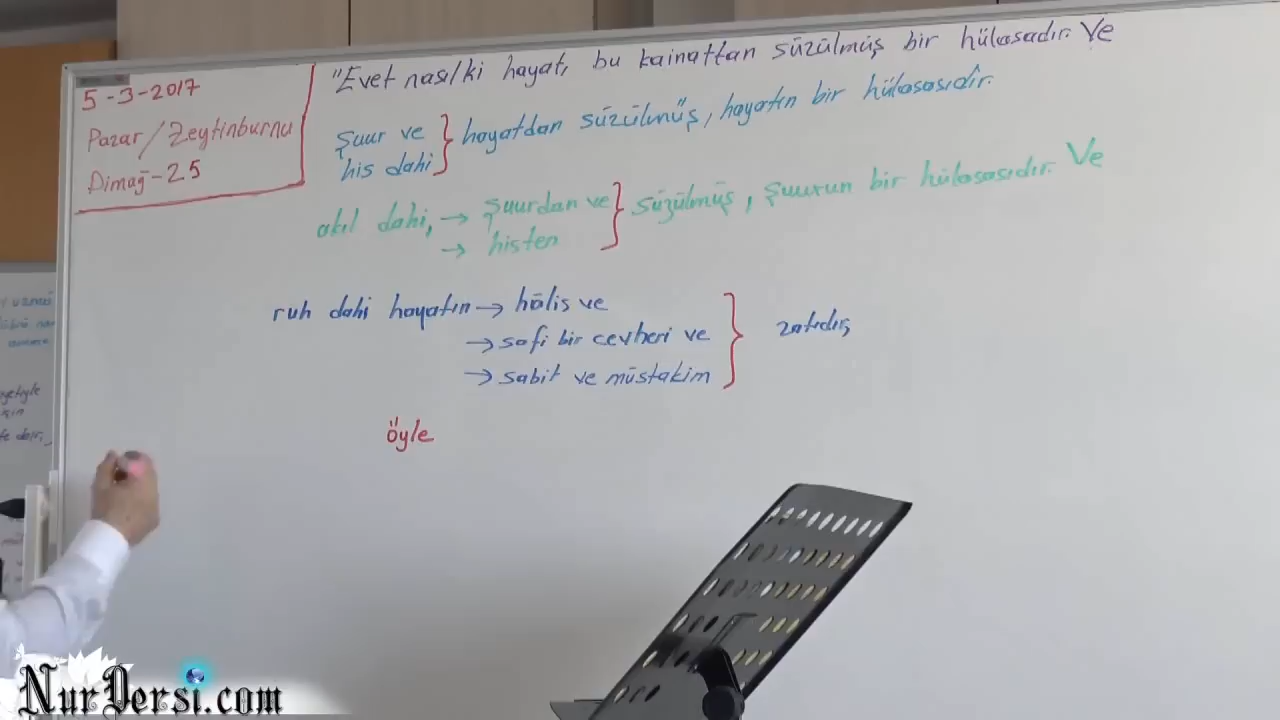 5-3-2017
Pazar/Zeytinburnu
Dimağ-25
"Evet nasılki hayat, bu kainattan süzülmüş bir hülasadır. Ve
şuur ve
his dahi } hayatdan süzülmüş, hayatın bir hülasasıdır.
akıl dahi, → şuurdan ve
→ histen } süzülmüş, şuurun bir hülasasıdır. Ve
ruh dahi hayatın → hâlis ve
→ safi bir cevheri ve
→ sabit ve müstakim } zatıdır,
öyle
NurDersi.com